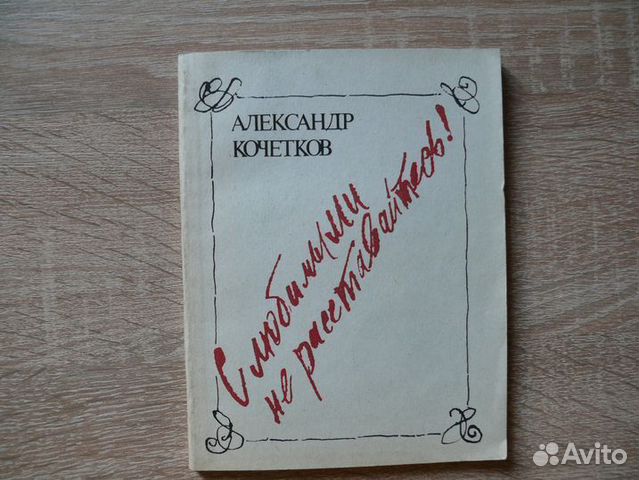 АЛЕКСАНДР
КОЧЕТКОВ
С любимыми
не расставайтесь!
Avito